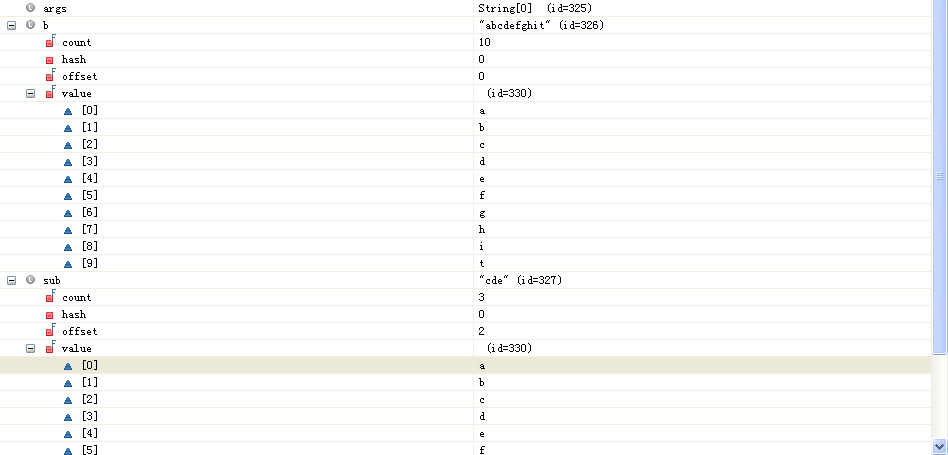 args String[0] (id=325)
b "abcdefghit" (id=326)
count 10
hash 0
offset 0
value (id=330)
[0] a
[1] b
[2] c
[3] d
[4] e
[5] f
[6] g
[7] h
[8] i
[9] t
sub "cde" (id=327)
count 3
hash 0
offset 2
value (id=330)
[0] a
[1] b
[2] c
[3] d
[4] e
[5] f